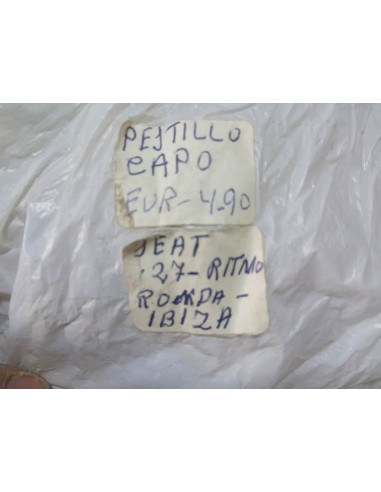 PESTILLO
CAPO
EUR-4.90
SEAT
127-RITMO
RONDA-
IBIZA